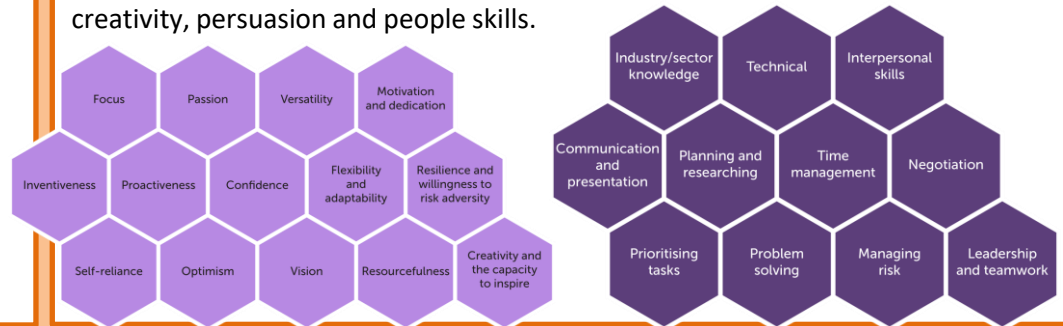 creativity, persuasion and people skills.
Focus
Passion
Versatility
Motivation
and dedication
Inventiveness
Proactiveness
Confidence
Flexibility
and
adaptability
Resilience and
willingness to
risk adversity
Self-reliance
Optimism
Vision
Resourcefulness
Creativity and
the capacity
to inspire
Industry/sector
knowledge
Technical
Interpersonal
skills
Communication
and
presentation
Planning and
researching
Time
management
Negotiation
Prioritising
tasks
Problem
solving
Managing
risk
Leadership
and teamwork